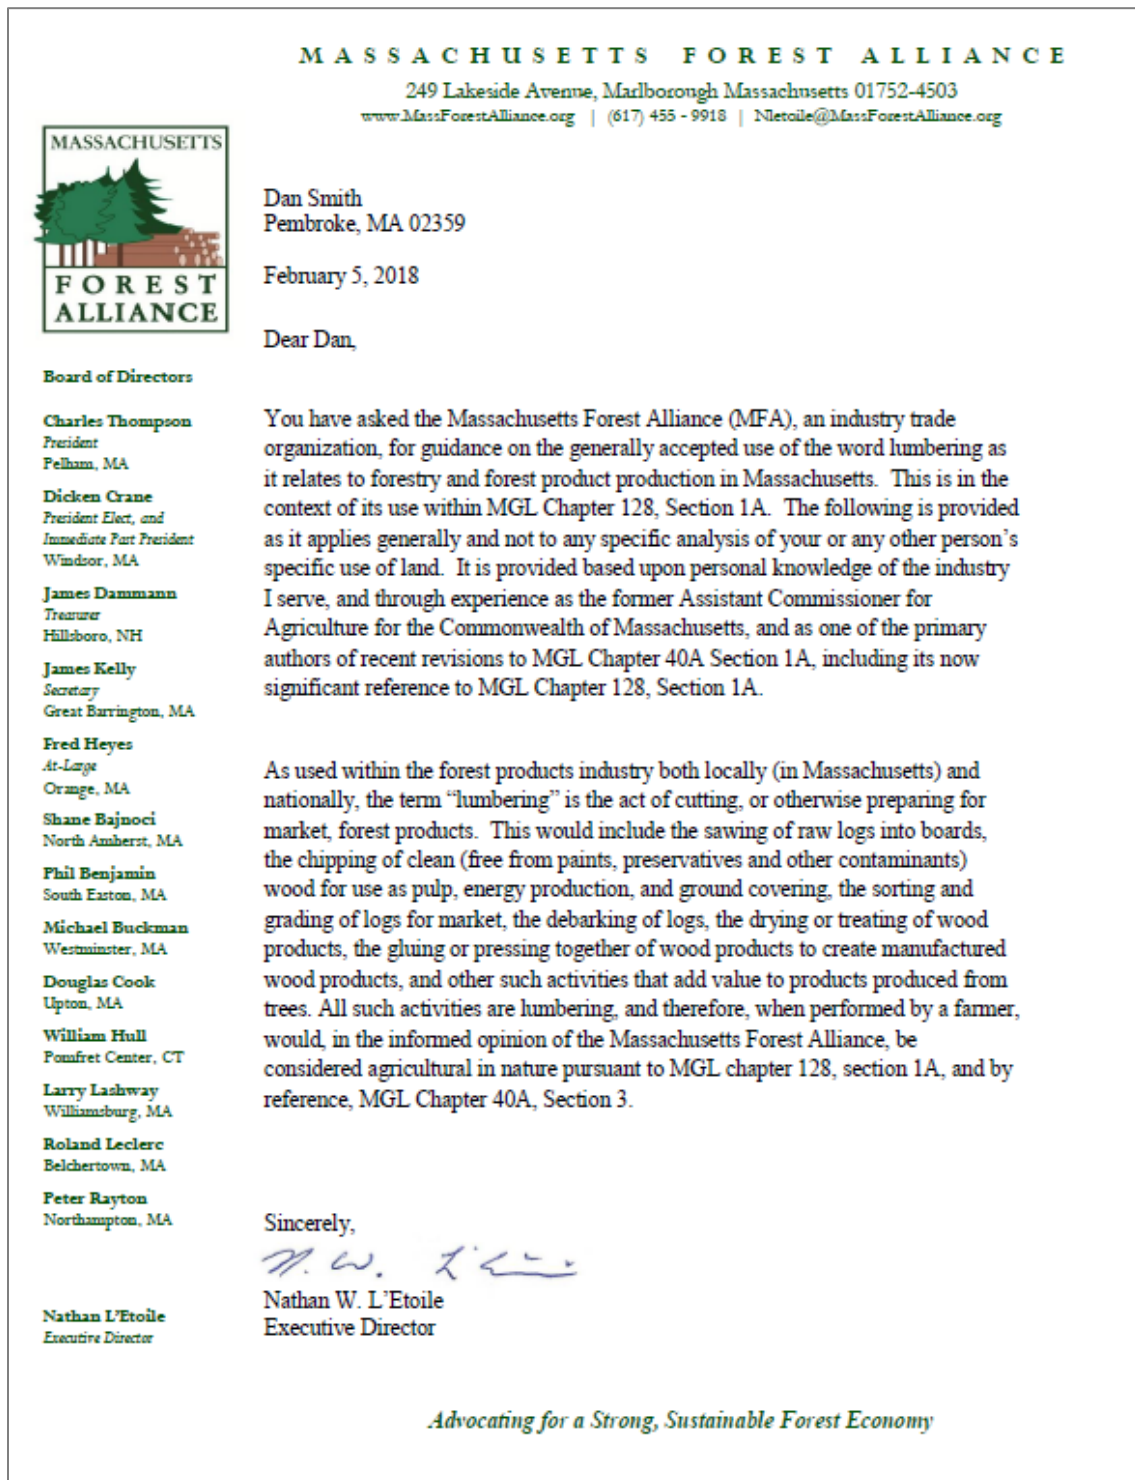 MASSACHUSETTS FOREST ALLIANCE
249 Lakeside Avenue, Marlborough Massachusetts 01752-4503
www.MassForestAlliance.org | (617) 455 - 9918 | Nletoile@MassForestAlliance.org
MASSACHUSETTS
FOREST
ALLIANCE
Board of Directors
Charles Thompson
President
Pelham, MA
Dicken Crane
President Elect, and
Immediate Part President
Windsor, MA
James Dammann
Treasurer
Hillsboro, NH
James Kelly
Secretary
Great Barrington, MA
Fred Heyes
At-Large
Orange, MA
Shane Bajnoci
North Amherst, MA
Phil Benjamin
South Easton, MA
Michael Buckman
Westminster, MA
Douglas Cook
Upton, MA
William Hull
Pomfret Center, CT
Larry Lashway
Williamsburg, MA
Roland Leclerc
Belchertown, MA
Peter Rayton
Northampton, MA
Nathan L'Etoile
Executive Director
Dan Smith
Pembroke, MA 02359
February 5, 2018
Dear Dan,
You have asked the Massachusetts Forest Alliance (MFA), an industry trade
organization, for guidance on the generally accepted use of the word lumbering as
it relates to forestry and forest product production in Massachusetts.  This is in the
context of its use within MGL Chapter 128, Section 1A.  The following is provided
as it applies generally and not to any specific analysis of your or any other person's
specific use of land.  It is provided based upon personal knowledge of the industry
I serve, and through experience as the former Assistant Commissioner for
Agriculture for the Commonwealth of Massachusetts, and as one of the primary
authors of recent revisions to MGL Chapter 40A Section 1A, including its now
significant reference to MGL Chapter 128, Section 1A.
As used within the forest products industry both locally (in Massachusetts) and
nationally, the term “lumbering” is the act of cutting, or otherwise preparing for
market, forest products.  This would include the sawing of raw logs into boards,
the chipping of clean (free from paints, preservatives and other contaminants)
wood for use as pulp, energy production, and ground covering, the sorting and
grading of logs for market, the debarking of logs, the drying or treating of wood
products, the gluing or pressing together of wood products to create manufactured
wood products, and other such activities that add value to products produced from
trees. All such activities are lumbering, and therefore, when performed by a farmer,
would, in the informed opinion of the Massachusetts Forest Alliance, be
considered agricultural in nature pursuant to MGL chapter 128, section 1A, and by
reference, MGL Chapter 40A, Section 3.
Sincerely,
N. W. L'Etoile
Nathan W. L'Etoile
Executive Director
Advocating for a Strong, Sustainable Forest Economy